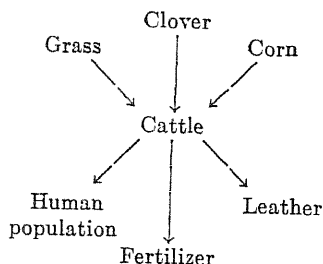 Clover
Grass
Corn
Cattle
Human
population
Leather
Fertilizer